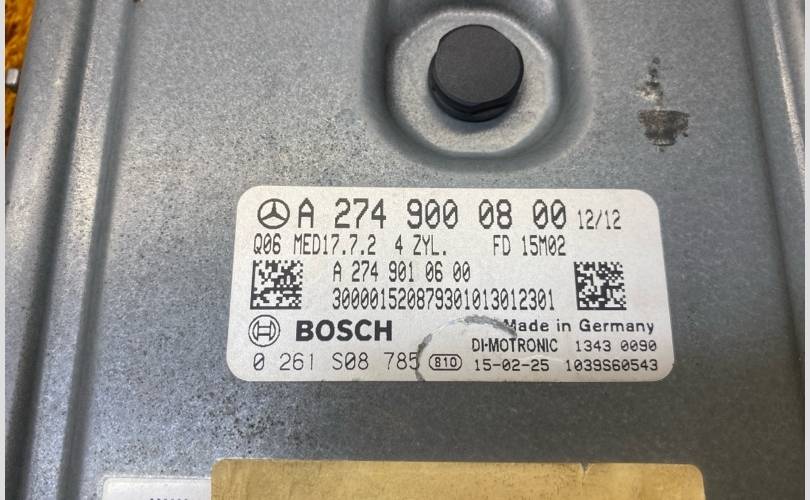 A 274 900 08 00 12/12
Q06 MED17.7.2 4 ZYL. FD 15M02
A 274 901 06 00
300001520879301013012301
BOSCH Made in Germany
DI-MOTRONIC 1343 0090
0 261 S08 785 810 15-02-25 1039S60543